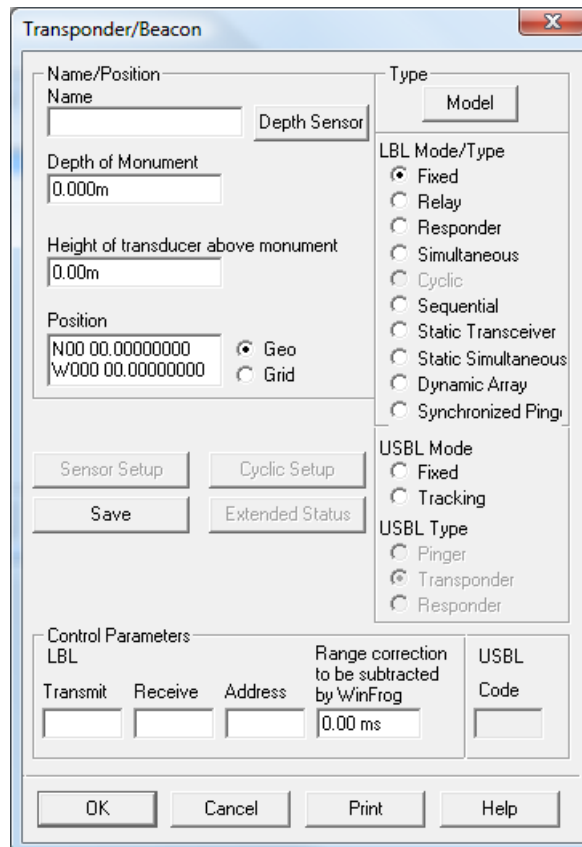 Transponder/Beacon
Name/Position
Name
Depth Sensor
Depth of Monument
0.000m
Height of transducer above monument
0.00m
Position
N00 00.00000000
W000 00.00000000
Geo
Grid
Type
Model
LBL Mode/Type
Fixed
Relay
Responder
Simultaneous
Cyclic
Sequential
Static Transceiver
Static Simultaneous
Dynamic Array
Synchronized Ping
Sensor Setup
Cyclic Setup
Save
Extended Status
USBL Mode
Fixed
Tracking
USBL Type
Pinger
Transponder
Responder
Control Parameters
LBL
Transmit
Receive
Address
Range correction
to be subtracted
by WinFrog
0.00 ms
USBL
Code
OK
Cancel
Print
Help